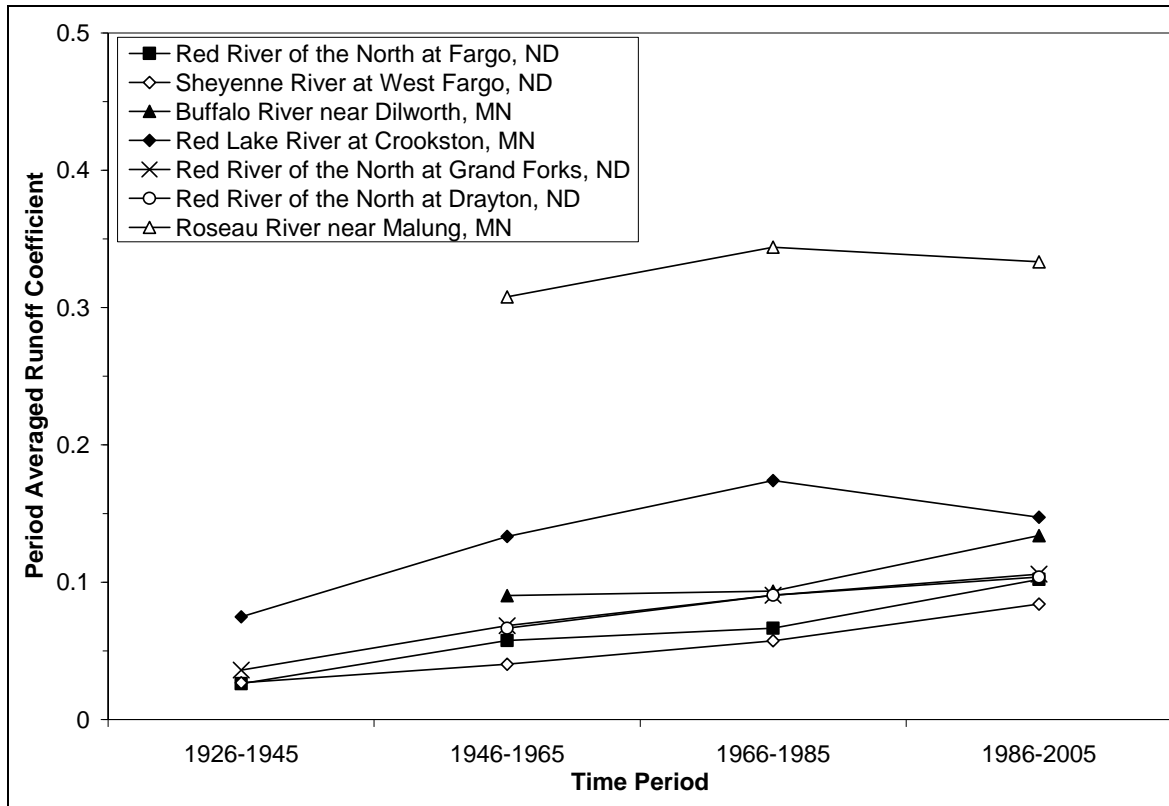 0.5
Red River of the North at Fargo, ND
Sheyenne River at West Fargo, ND
Buffalo River near Dilworth, MN
Red Lake River at Crookston, MN
Red River of the North at Grand Forks, ND
Red River of the North at Drayton, ND
Roseau River near Malung, MN
0.4
0.3
0.2
0.1
0
Period Averaged Runoff Coefficient
1926-1945 1946-1965 1966-1985 1986-2005
Time Period